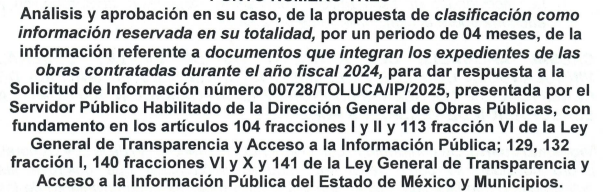 Análisis y aprobación en su caso, de la propuesta de clasificación como
información reservada en su totalidad, por un periodo de 04 meses, de la
información referente a documentos que integran los expedientes de las
obras contratadas durante el año fiscal 2024, para dar respuesta a la
Solicitud de Información número 00728/TOLUCA/IP/2025, presentada por el
Servidor Público Habilitado de la Dirección General de Obras Públicas, con
fundamento en los artículos 104 fracciones I y II y 113 fracción VI de la Ley
General de Transparencia y Acceso a la Información Pública; 129, 132
fracción I, 140 fracciones VI y X y 141 de la Ley General de Transparencia y
Acceso a la Información Pública del Estado de México y Municipios.